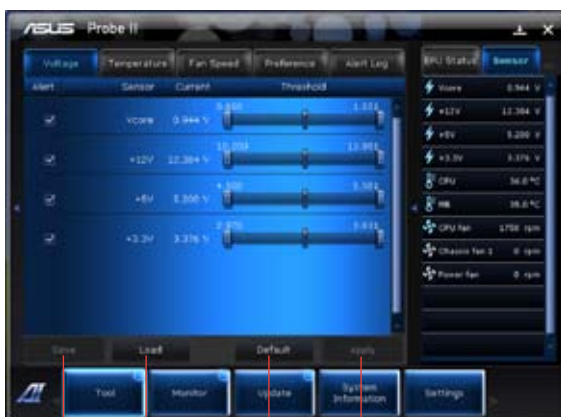 ASUS Probe II
Voltage Temperature Fan Speed Preference Alert Log
Alert Sensor Current Threshold
Vcore 0.944 V
+12V 12.384 V
+5V 5.200 V
+3.3V 3.376 V
Save Load Default Apply
EPU Status Sensor
Vcore 0.944 V
+12V 12.384 V
+5V 5.200 V
+3.3V 3.376 V
CPU
MB
CPU Fan
Chassis Fan 1 0 rpm
Power Fan 0 rpm
Tool Monitor Update System Information Settings